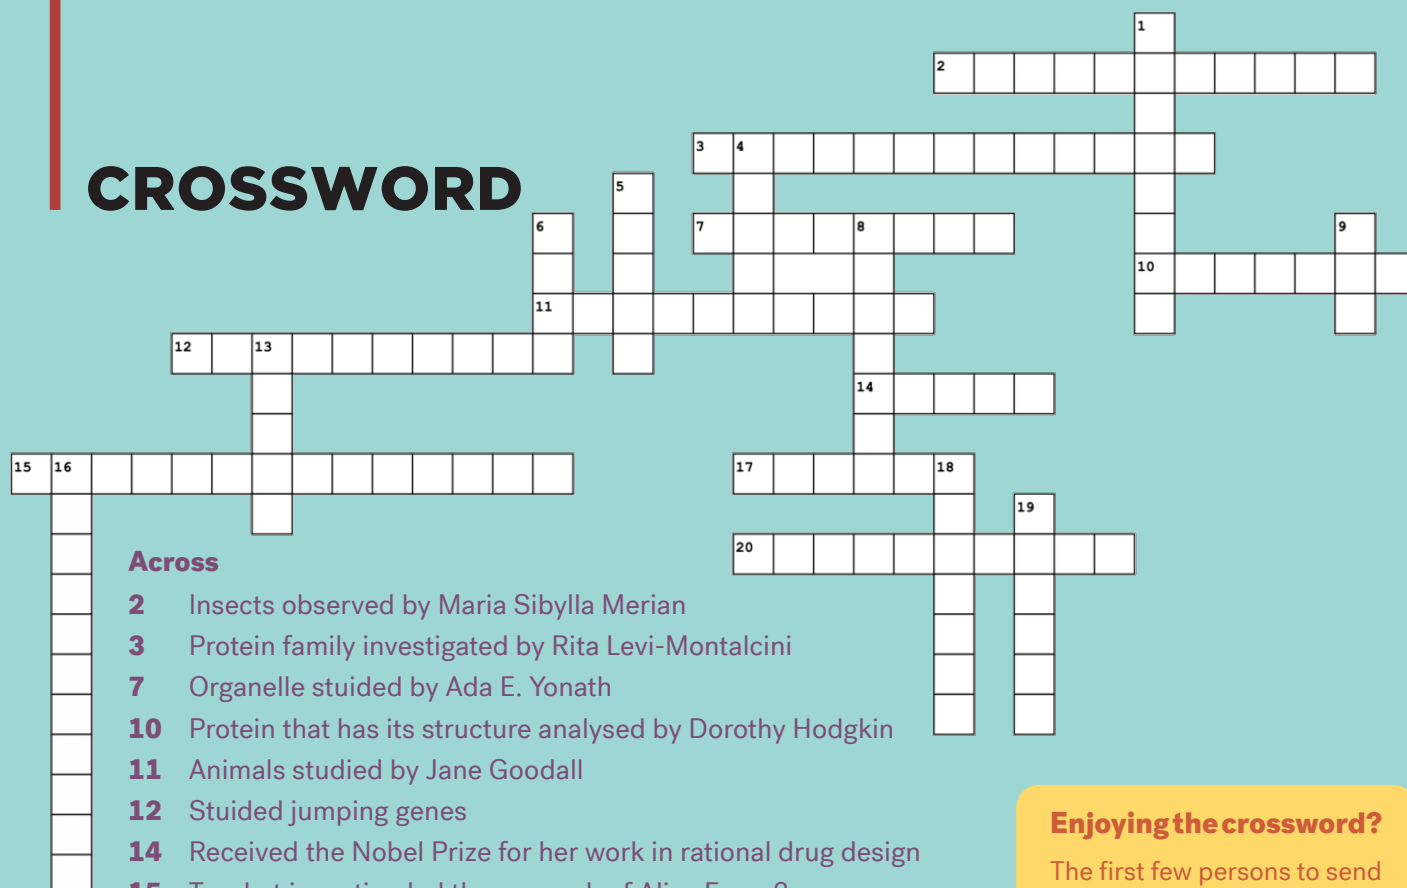 1
2
3 4
CROSSWORD
5
6 7 8 9
10
11
12 13
14
15 16 17 18
19
20
Across
2 Insects observed by Maria Sibylla Merian
3 Protein family investigated by Rita Levi-Montalcini
7 Organelle stuided by Ada E. Yonath
10 Protein that has its structure analysed by Dorothy Hodgkin
11 Animals studied by Jane Goodall
12 Stuided jumping genes
14 Received the Nobel Prize for her work in rational drug design
Enjoying the crossword?
The first few persons to send